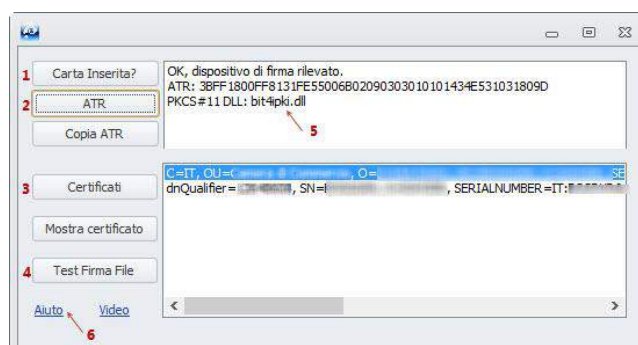 1 Carta Inserita?
2 ATR
Copia ATR
OK, dispositivo di firma rilevato.
ATR: 3BFF1800FF8131FE55006B02090303010101434E531031809D
PKCS#11 DLL: bit4ipki.dll
5
3 Certificati
Mostra certificato
4 Test Firma File
C=IT, OU= O= SE
dnQualifier= , SN= , SERIALNUMBER=IT:
Aiuto Video
6